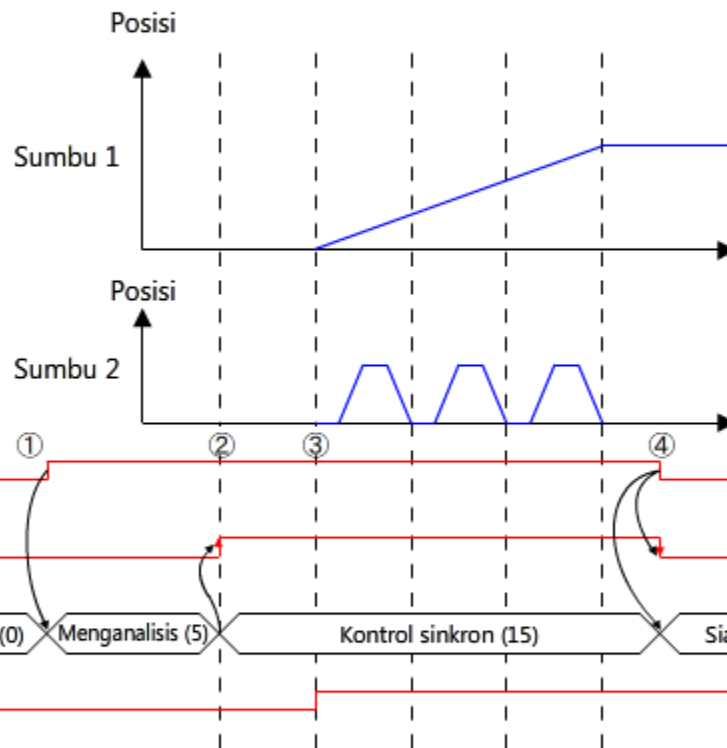 Posisi
Sumbu 1
Posisi
Sumbu 2
① ② ③ ④
(0) Menganalisis (5) Kontrol sinkron (15)